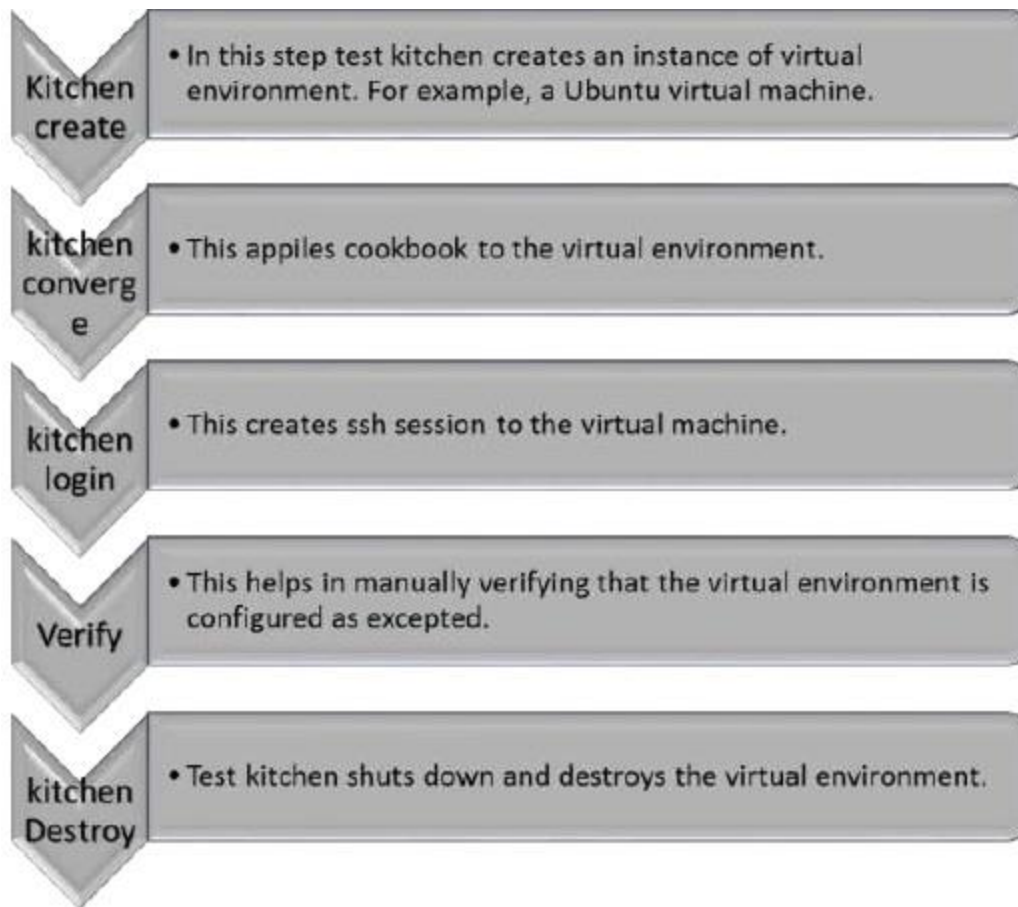 Kitchen
create
• In this step test kitchen creates an instance of virtual
environment. For example, a Ubuntu virtual machine.
kitchen
converg
e
• This appiles cookbook to the virtual environment.
kitchen
login
• This creates ssh session to the virtual machine.
Verify
• This helps in manually verifying that the virtual environment is
configured as excepted.
kitchen
Destroy
• Test kitchen shuts down and destroys the virtual environment.